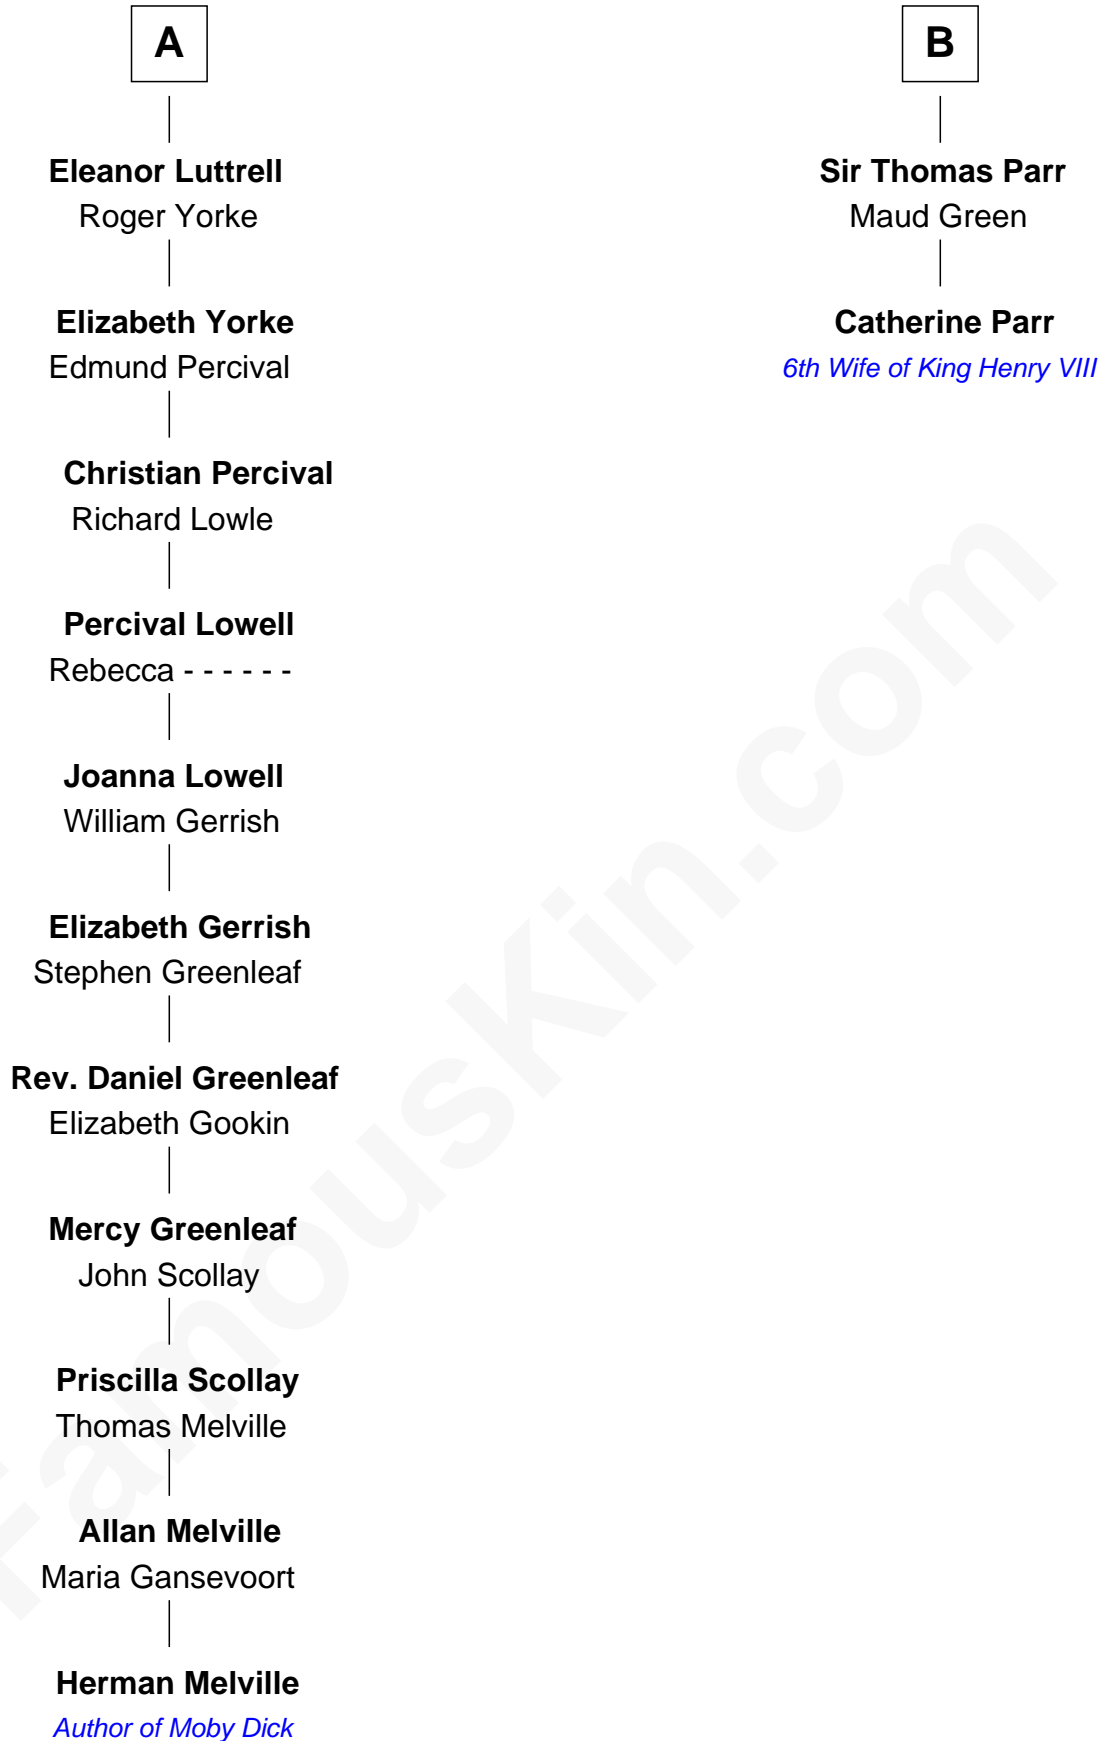 A
Eleanor Luttrell
Roger Yorke
Elizabeth Yorke
Edmund Percival
Christian Percival
Richard Lowle
Percival Lowell
Rebecca - - - - - -
Joanna Lowell
William Gerrish
Elizabeth Gerrish
Stephen Greenleaf
Rev. Daniel Greenleaf
Elizabeth Gookin
Mercy Greenleaf
John Scollay
Priscilla Scollay
Thomas Melville
Allan Melville
Maria Gansevoort
Herman Melville
Author of Moby Dick
B
Sir Thomas Parr
Maud Green
Catherine Parr
6th Wife of King Henry VIII
FamousKin.com